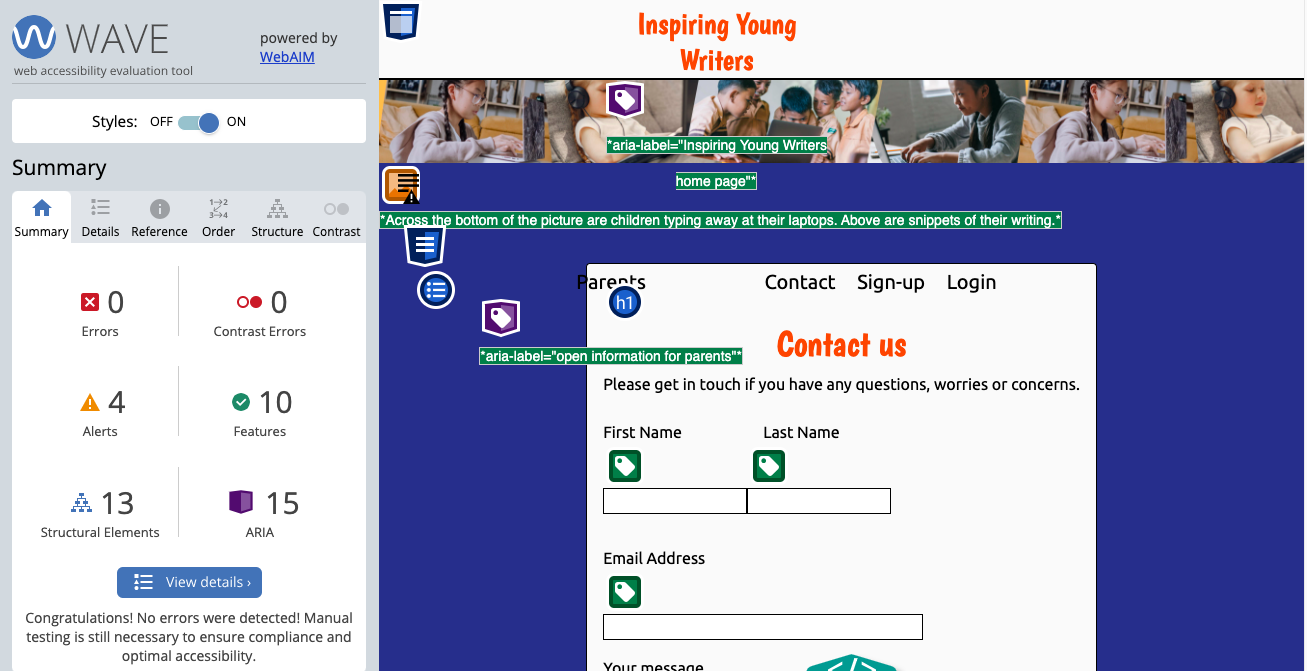 WAVE
web accessibility evaluation tool
powered by
WebAIM
Styles: OFF ON
Summary
Summary Details Reference Order Structure Contrast
0 0
Errors Contrast Errors
4 10
Alerts Features
13 15
Structural Elements ARIA
View details ›
Congratulations! No errors were detected! Manual
testing is still necessary to ensure compliance and
optimal accessibility.
Inspiring Young
Writers
*aria-label="Inspiring Young Writers
home page"*
*Across the bottom of the picture are children typing away at their laptops. Above are snippets of their writing.*
Parents Contact Sign-up Login
h1
*aria-label="open information for parents"*
Contact us
Please get in touch if you have any questions, worries or concerns.
First Name Last Name
Email Address
Your message